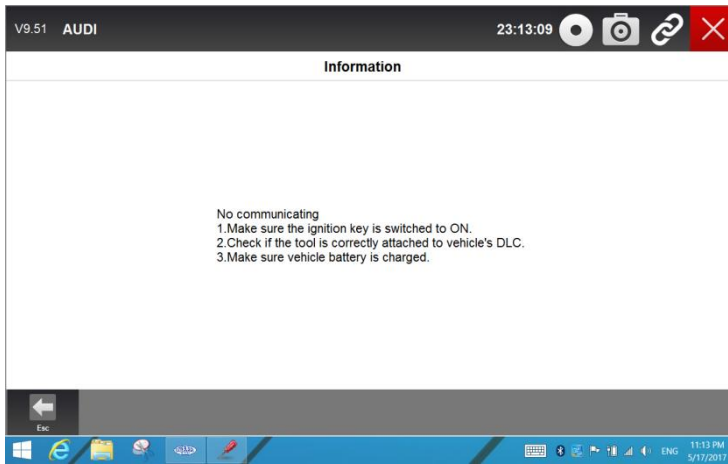 V9.51 AUDI 23:13:09
Information
No communicating
1.Make sure the ignition key is switched to ON.
2.Check if the tool is correctly attached to vehicle's DLC.
3.Make sure vehicle battery is charged.
Esc
ENG
11:13 PM
5/17/2017